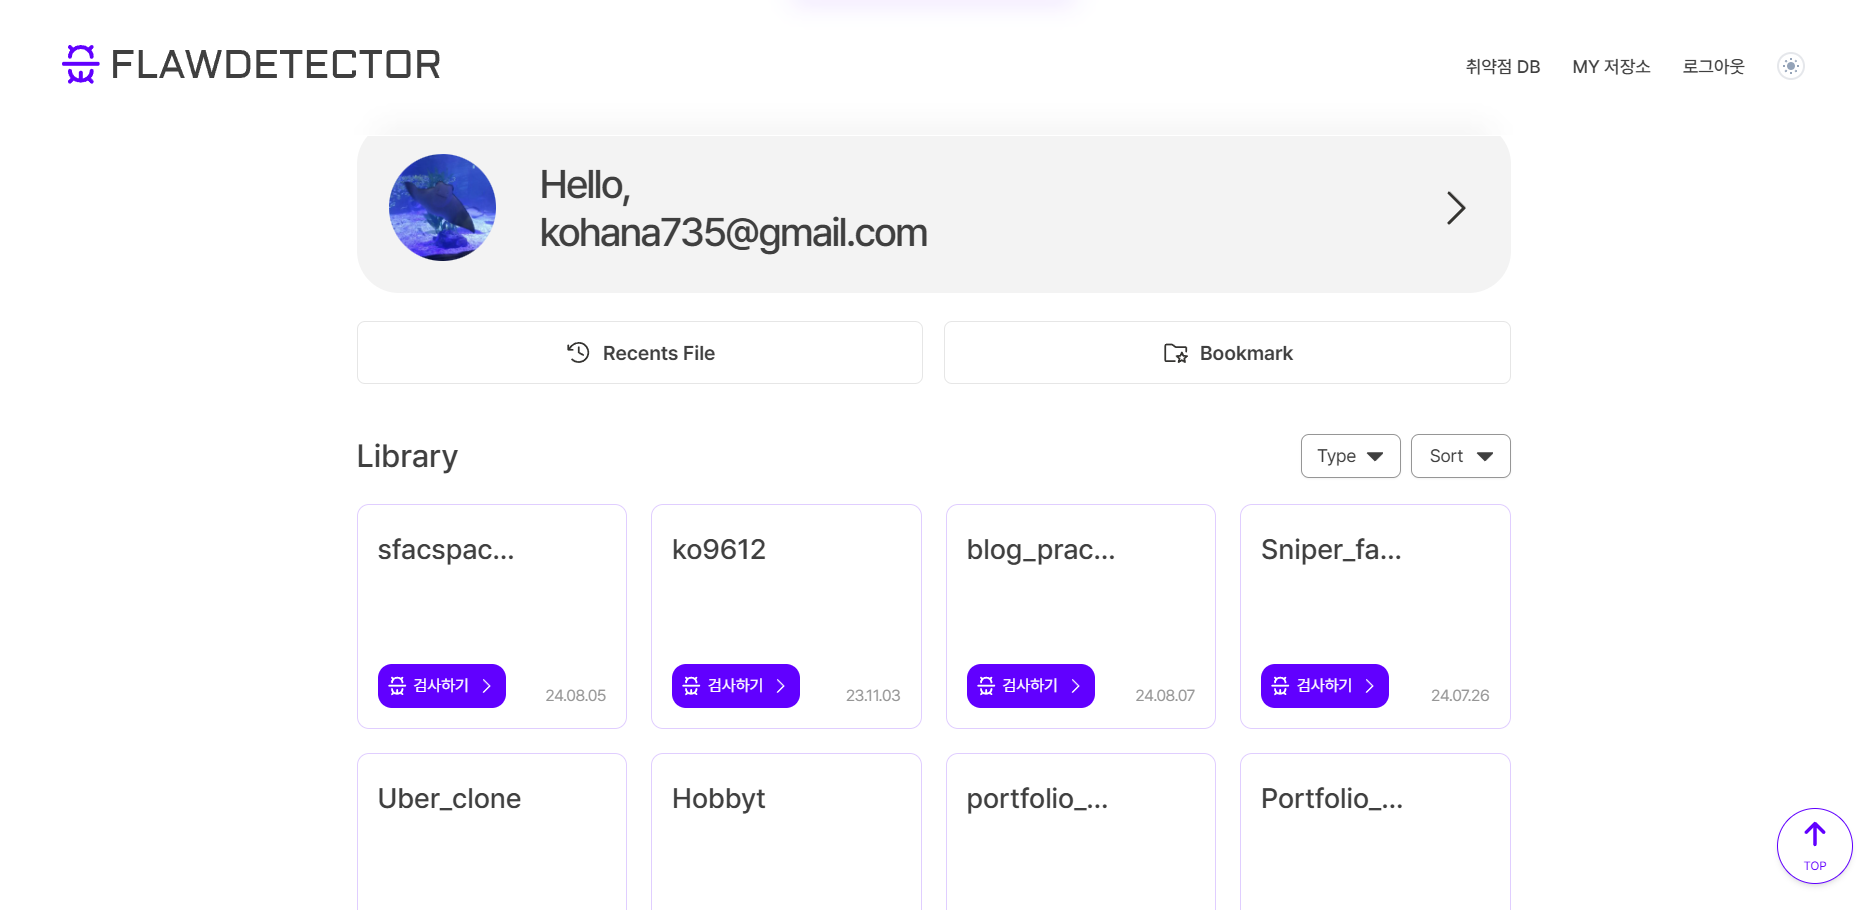 FLAWDETECTOR
취약점 DB
MY 저장소
로그아웃
Hello,
kohana735@gmail.com
Recents File
Bookmark
Library
Type
Sort
sfacspac...
ko9612
blog_prac...
Sniper_fa...
검사하기
24.08.05
검사하기
23.11.03
검사하기
24.08.07
검사하기
24.07.26
Uber_clone
Hobbyt
portfolio_...
Portfolio_...
TOP